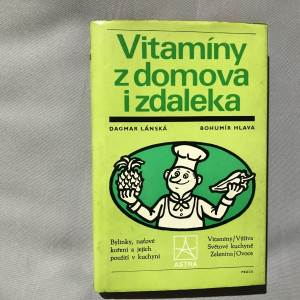 Vitamíny
z domova
i zdaleka
DAGMAR LÁNSKÁ BOHUMÍR HLAVA
Bylinky, naťové
koření a jejich
použití v kuchyni
ASTRA
Vitamíny/Výživa
Světové kuchyně
Zelenina/Ovoce
PRÁCE